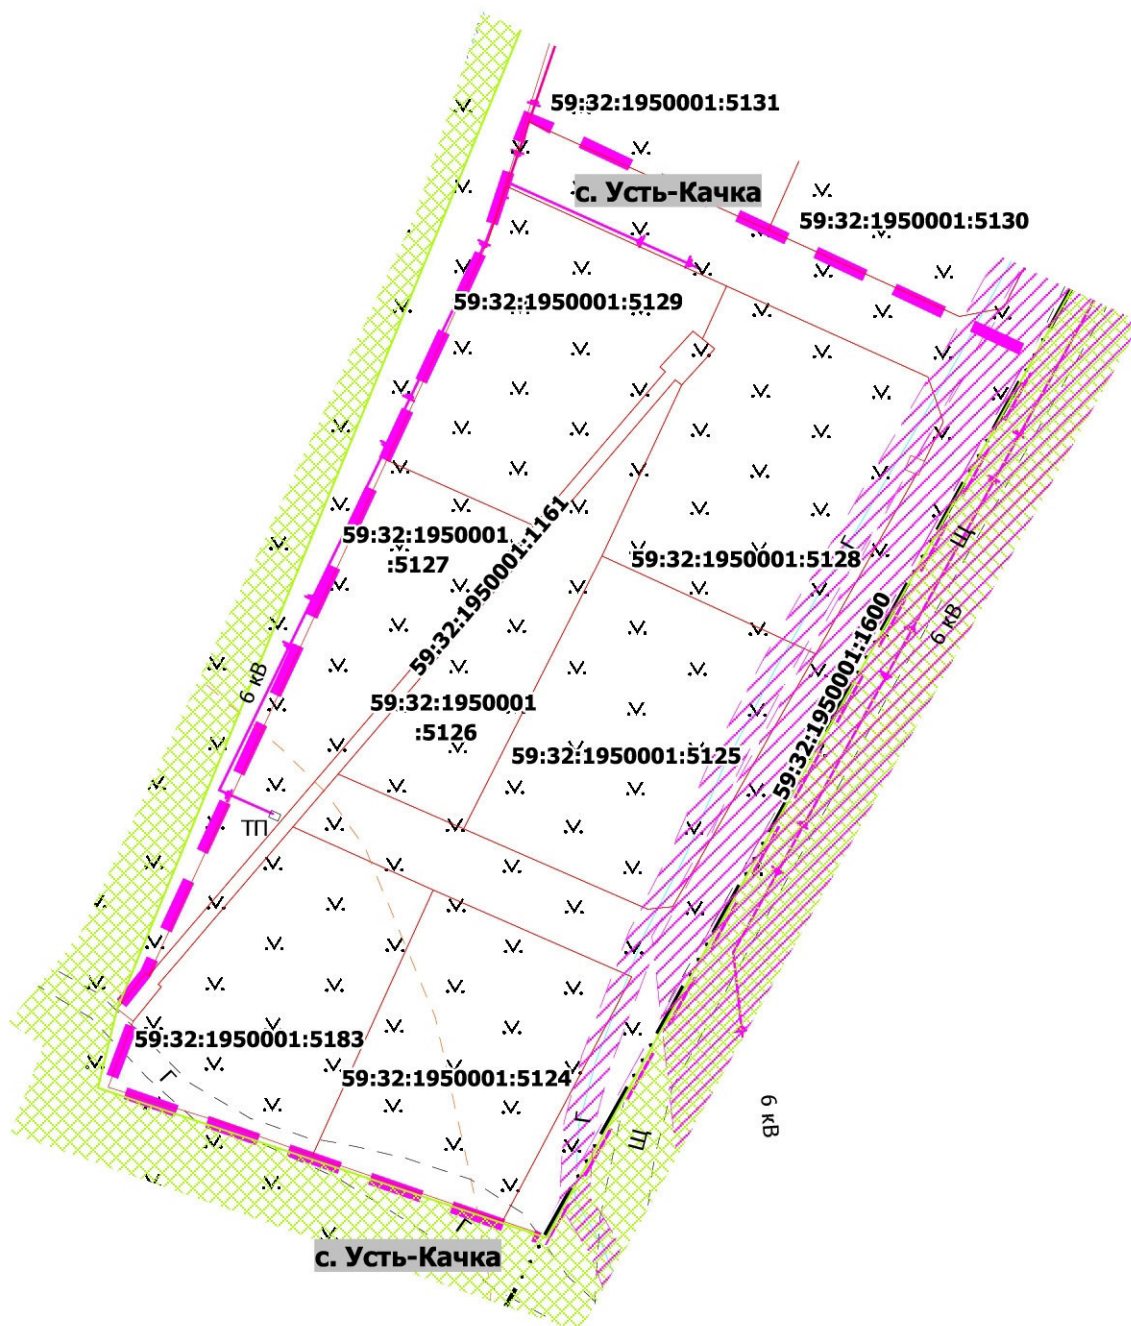 59:32:1950001:5131
с. Усть-Качка
59:32:1950001:5130
59:32:1950001:5129
59:32:1950001
:5127
59:32:1950001:1161
59:32:1950001:5128
Г
Щ
6 кВ
59:32:1950001:1600
6 кВ
59:32:1950001
:5126
59:32:1950001:5125
ТП
59:32:1950001:5183
Г
59:32:1950001:5124
Г
Щ
6 кВ
Г
с. Усть-Качка